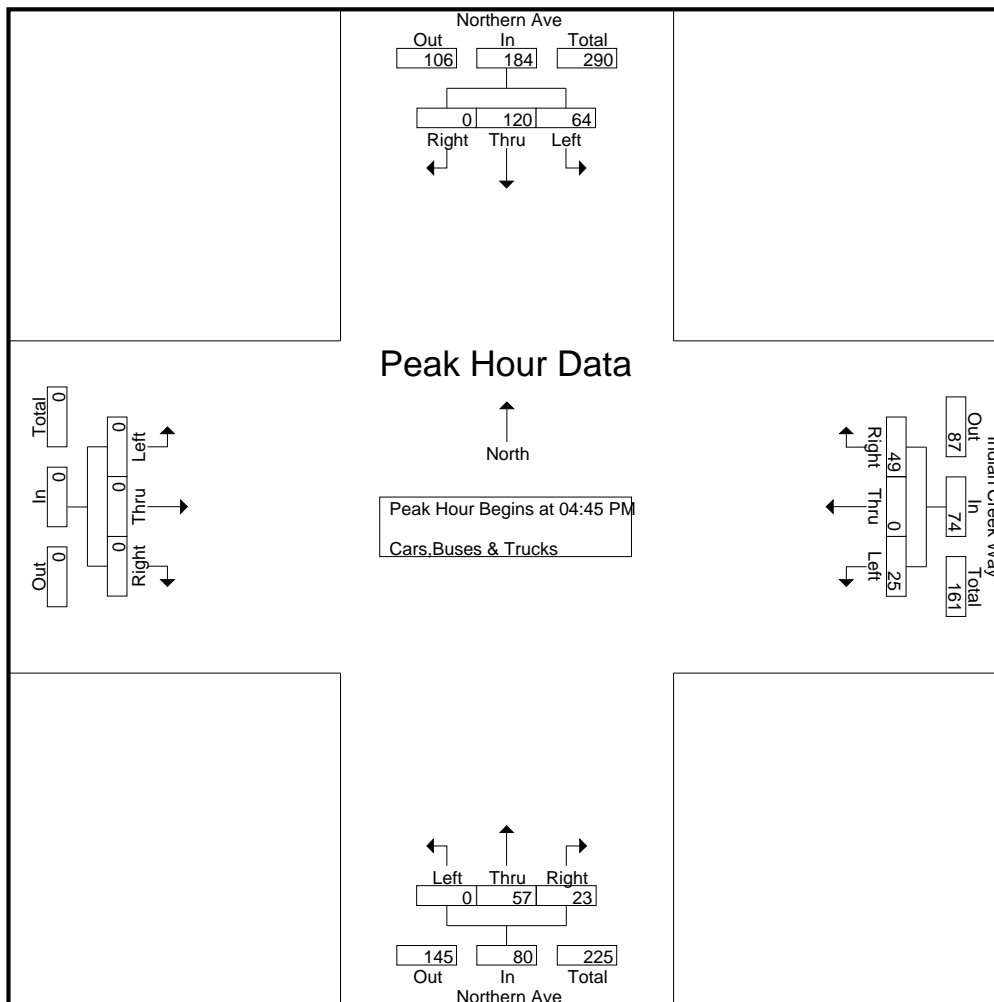 Northern Ave
Out In Total
106 184 290
0 120 64
Right Thru Left
Peak Hour Data
North
Peak Hour Begins at 04:45 PM
Cars,Buses & Trucks
Total In Out
0 0 0
0 0 0
Left Thru Right
Right Thru Left
49 0 25
Out In Total
87 74 161
Indian Creek Way
Left Thru Right
0 57 23
145 80 225
Out In Total
Northern Ave